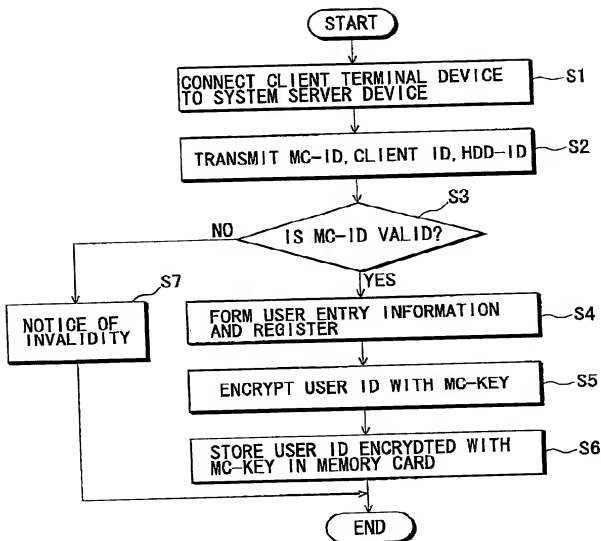 START
CONNECT CLIENT TERMINAL DEVICE
TO SYSTEM SERVER DEVICE
S1
TRANSMIT MC-ID, CLIENT ID, HDD-ID
S2
S3
IS MC-ID VALID?
NO
YES
S7
NOTICE OF
INVALIDITY
FORM USER ENTRY INFORMATION
AND REGISTER
S4
ENCRYPT USER ID WITH MC-KEY
S5
STORE USER ID ENCRYDTED WITH
MC-KEY IN MEMORY CARD
S6
END